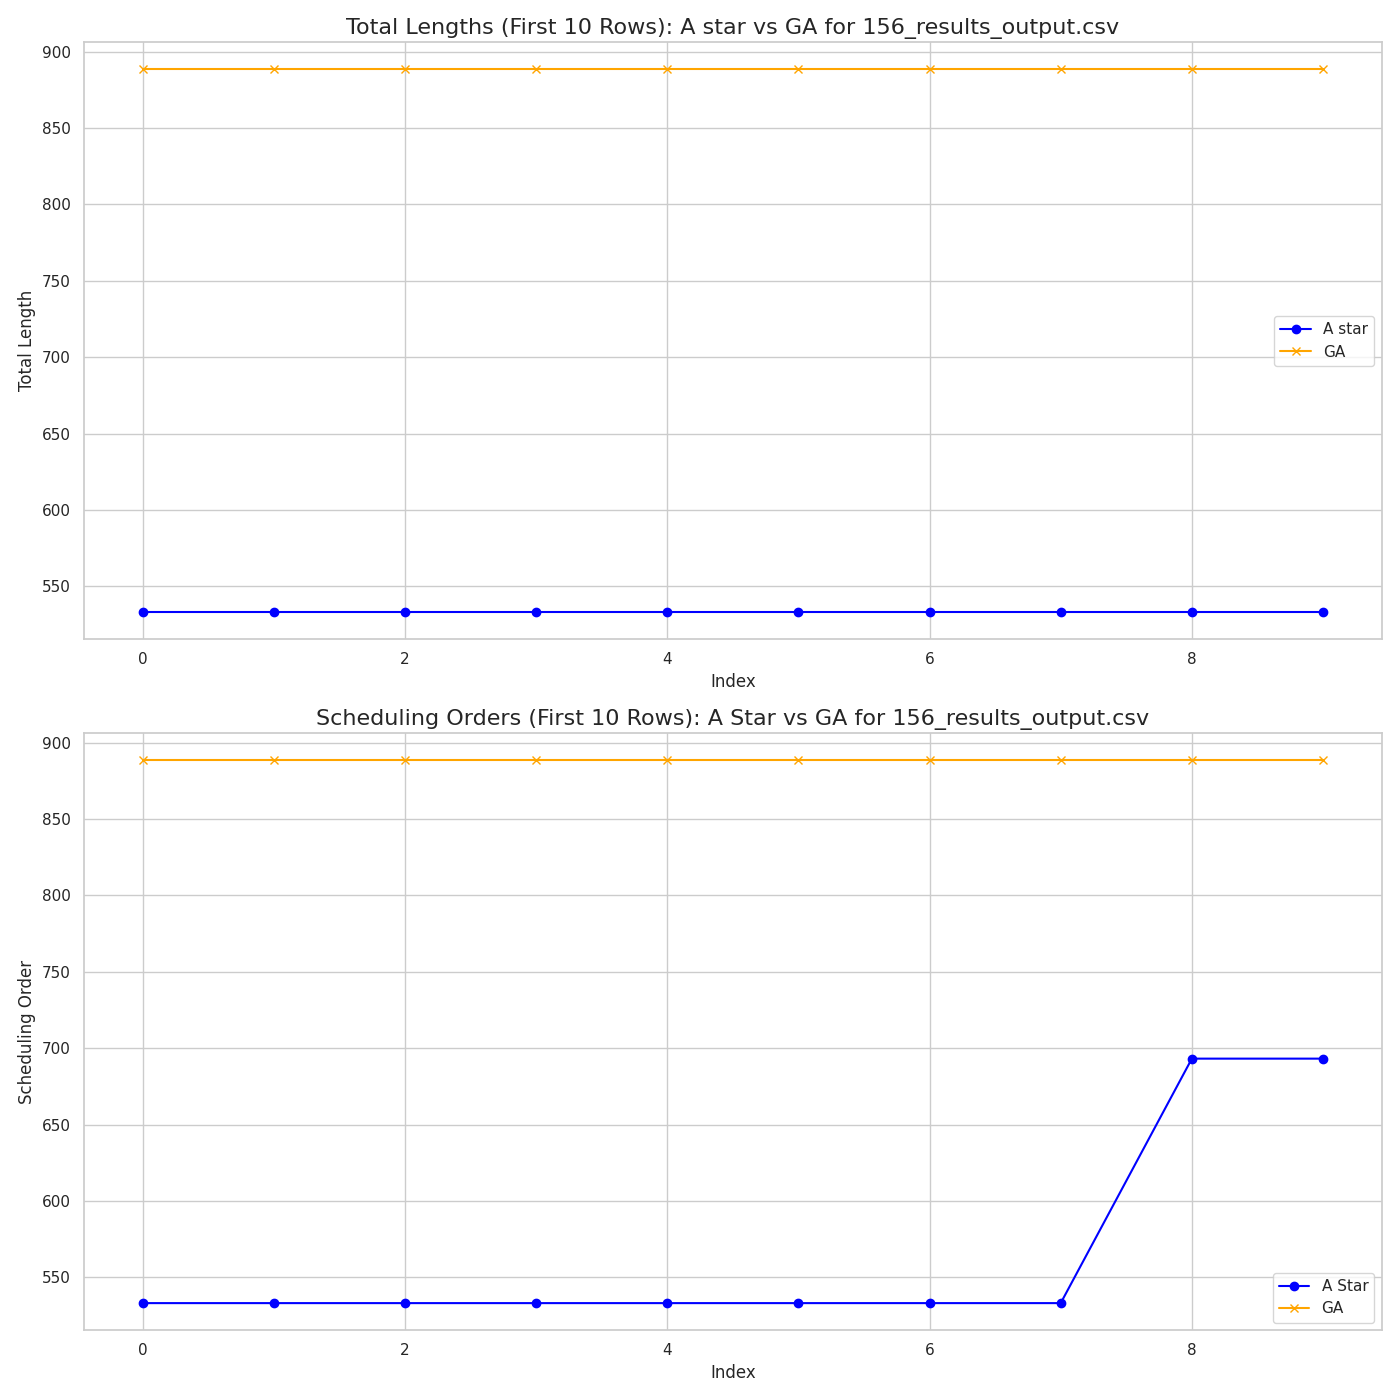 Total Lengths (First 10 Rows): A star vs GA for 156_results_output.csv
900
850
800
750
700
650
600
550
Total Length
A star
GA
0 2 4 6 8
Index
Scheduling Orders (First 10 Rows): A Star vs GA for 156_results_output.csv
900
850
800
750
700
650
600
550
Scheduling Order
A Star
GA
0 2 4 6 8
Index